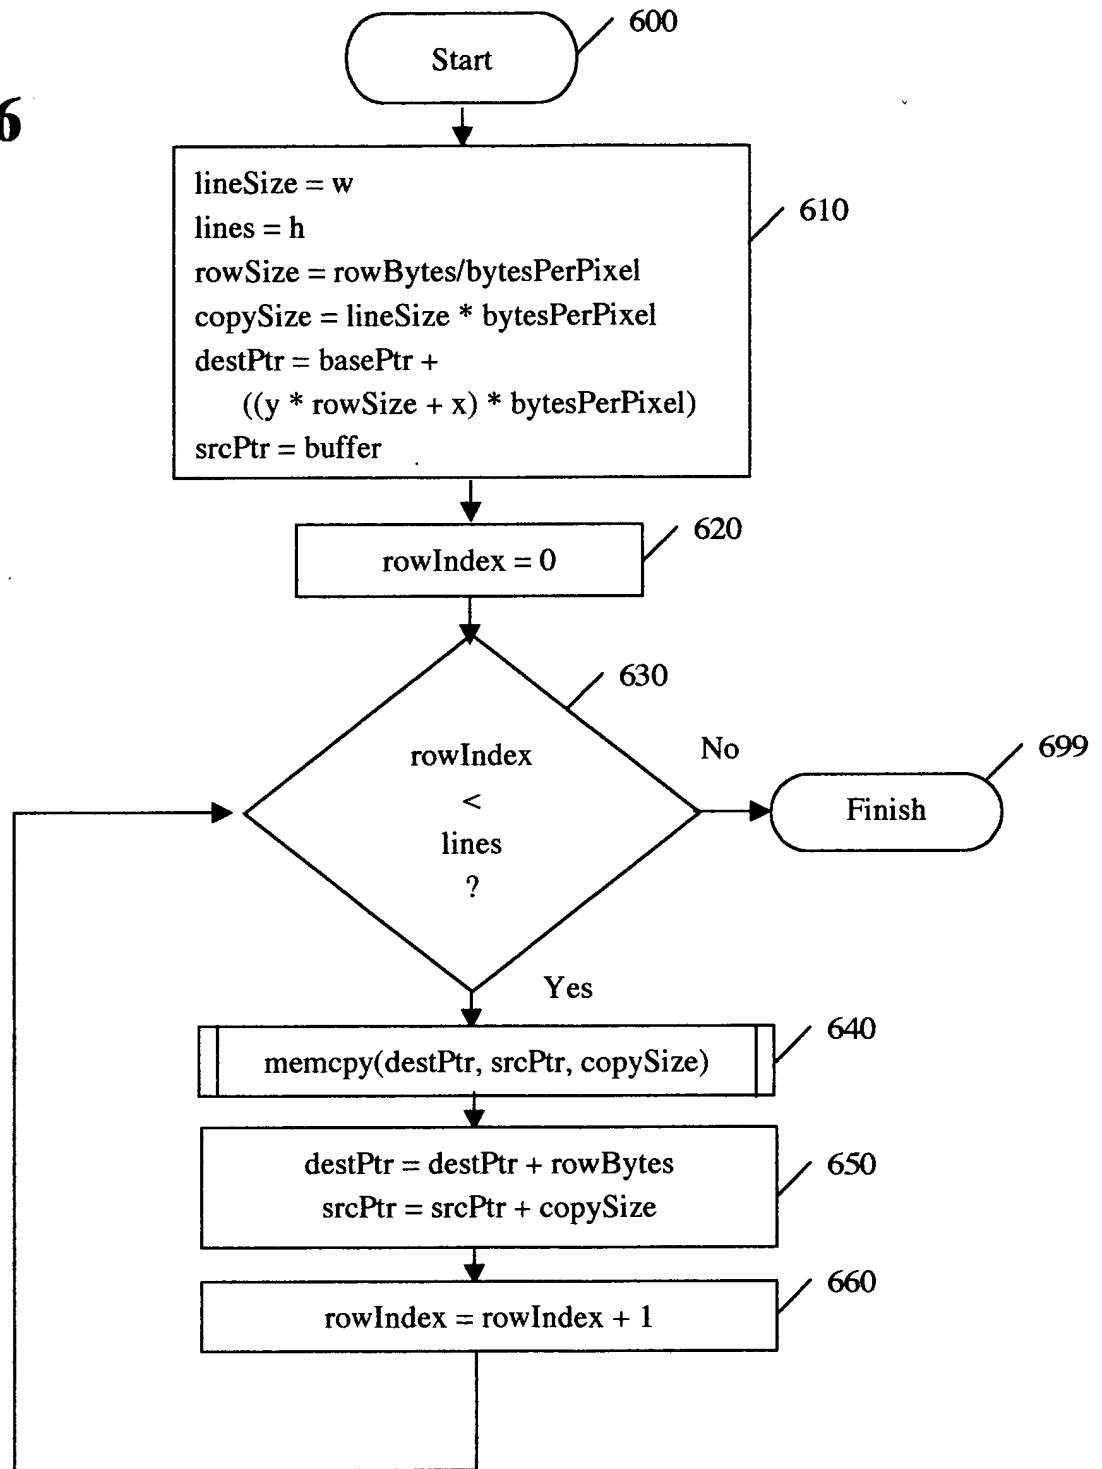 600
Start
6
lineSize = w
lines = h
rowSize = rowBytes/bytesPerPixel
copySize = lineSize * bytesPerPixel
destPtr = basePtr +
((y * rowSize + x) * bytesPerPixel)
srcPtr = buffer
610
rowIndex = 0
620
630
rowIndex
<
lines
?
No
Finish
699
Yes
memcpy(destPtr, srcPtr, copySize)
640
destPtr = destPtr + rowBytes
srcPtr = srcPtr + copySize
650
rowIndex = rowIndex + 1
660